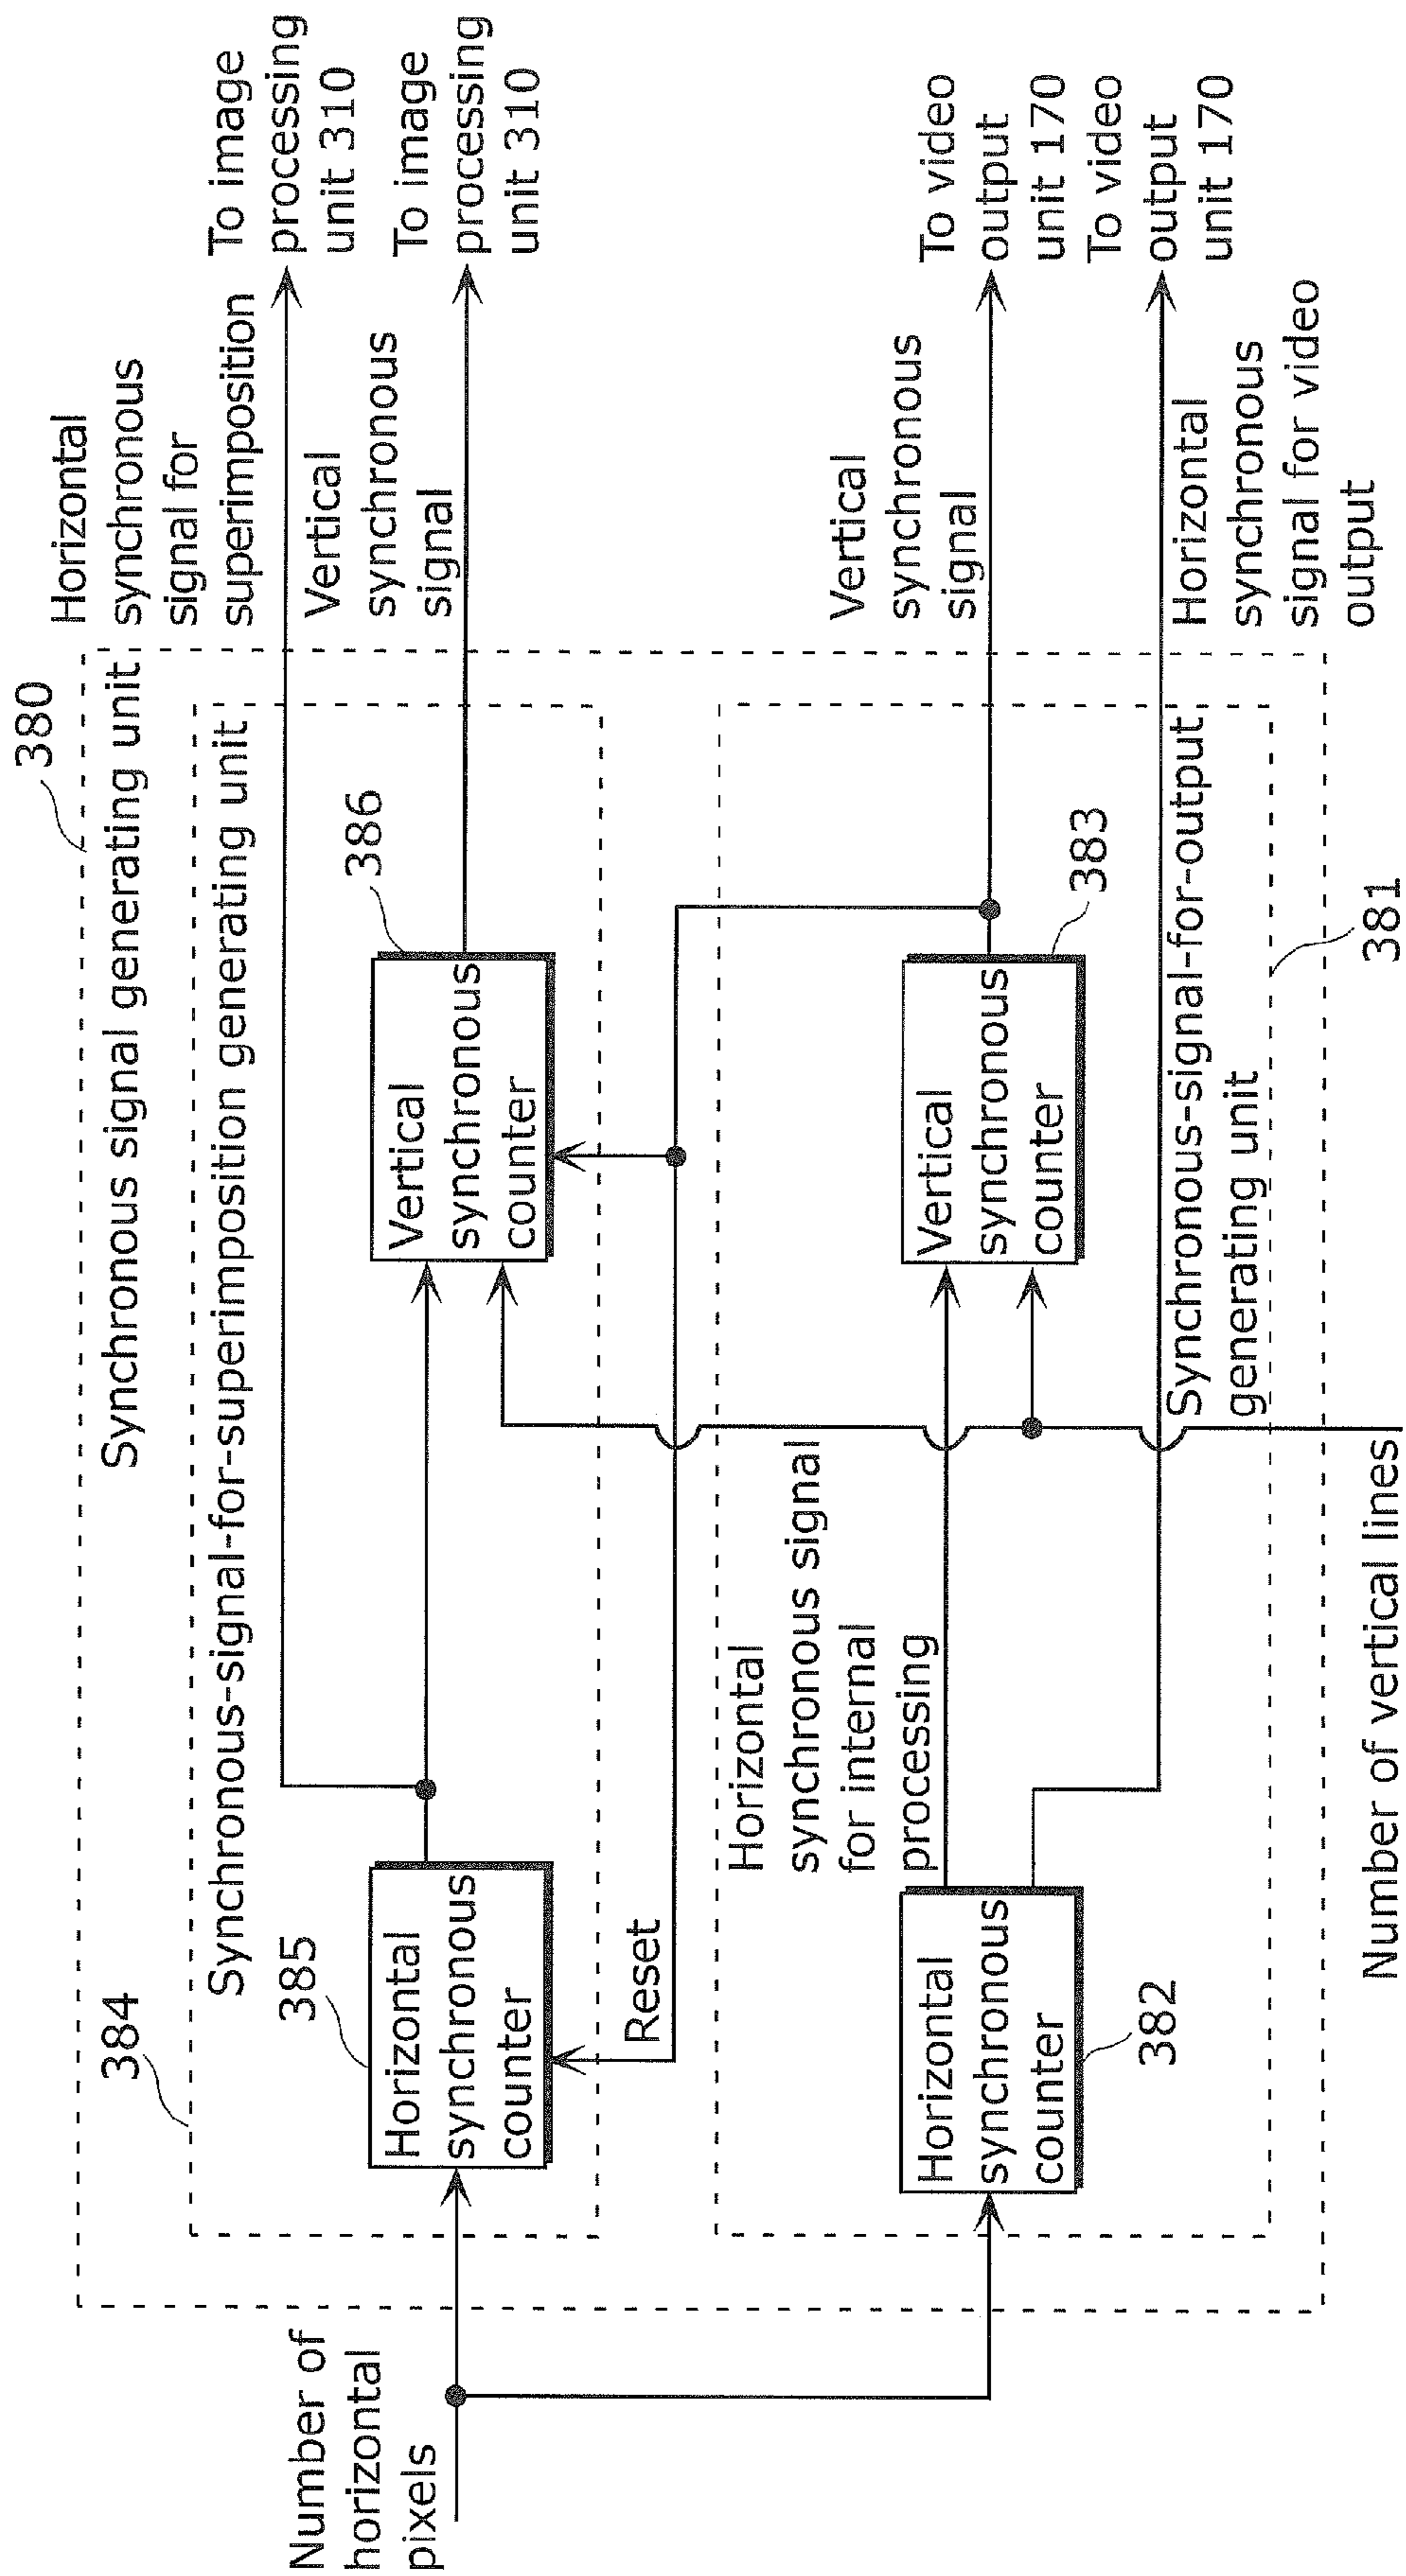 380
Synchronous signal generating unit
384
Synchronous-signal-for-superimposition generating unit
Number of
horizontal
pixels
385
Horizontal
synchronous
counter
386
Vertical
synchronous
counter
Horizontal
synchronous
signal for
superimposition
To image
processing
unit 310
Vertical
synchronous
signal
To image
processing
unit 310
Reset
Horizontal
synchronous signal
for internal
processing
Horizontal
synchronous
counter
382
Vertical
synchronous
counter
383
Vertical
synchronous
signal
To video
output
unit 170
To video
output
unit 170
Horizontal
synchronous
signal for video
output
Synchronous-signal-for-output
generating unit
381
Number of vertical lines